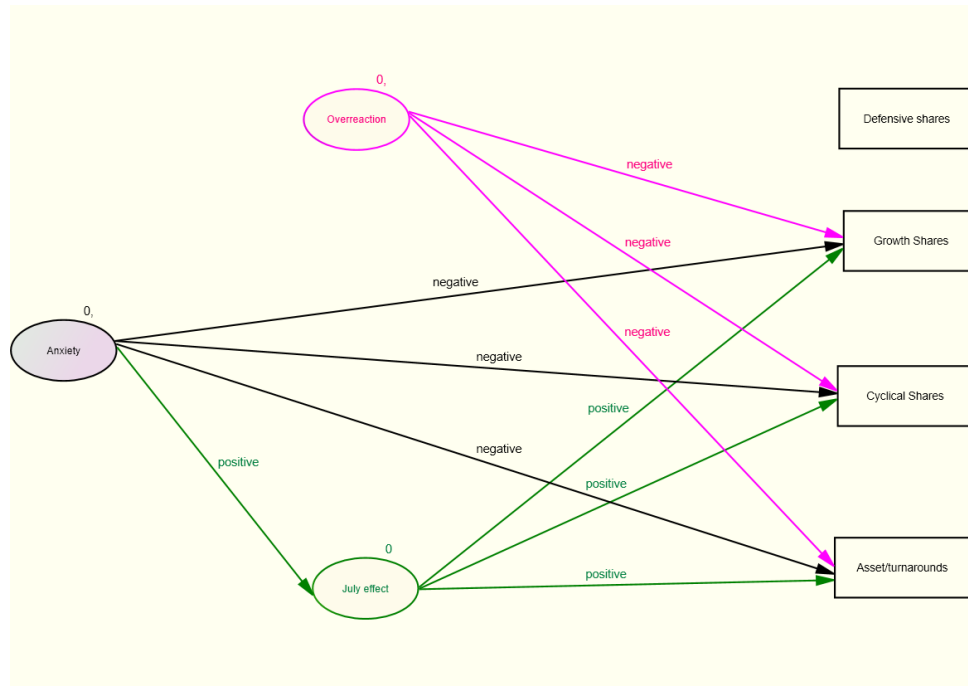 0,
Overreaction
Defensive shares
negative
Growth Shares
negative
negative
0,
negative
Anxiety
negative
Cyclical Shares
positive
negative
positive
positive
0
positive
Asset/turnarounds
July effect